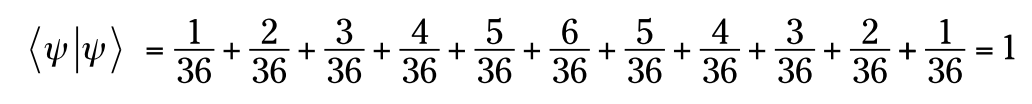 ⟨ψ|ψ⟩ = 1/36 + 2/36 + 3/36 + 4/36 + 5/36 + 6/36 + 5/36 + 4/36 + 3/36 + 2/36 + 1/36 = 1